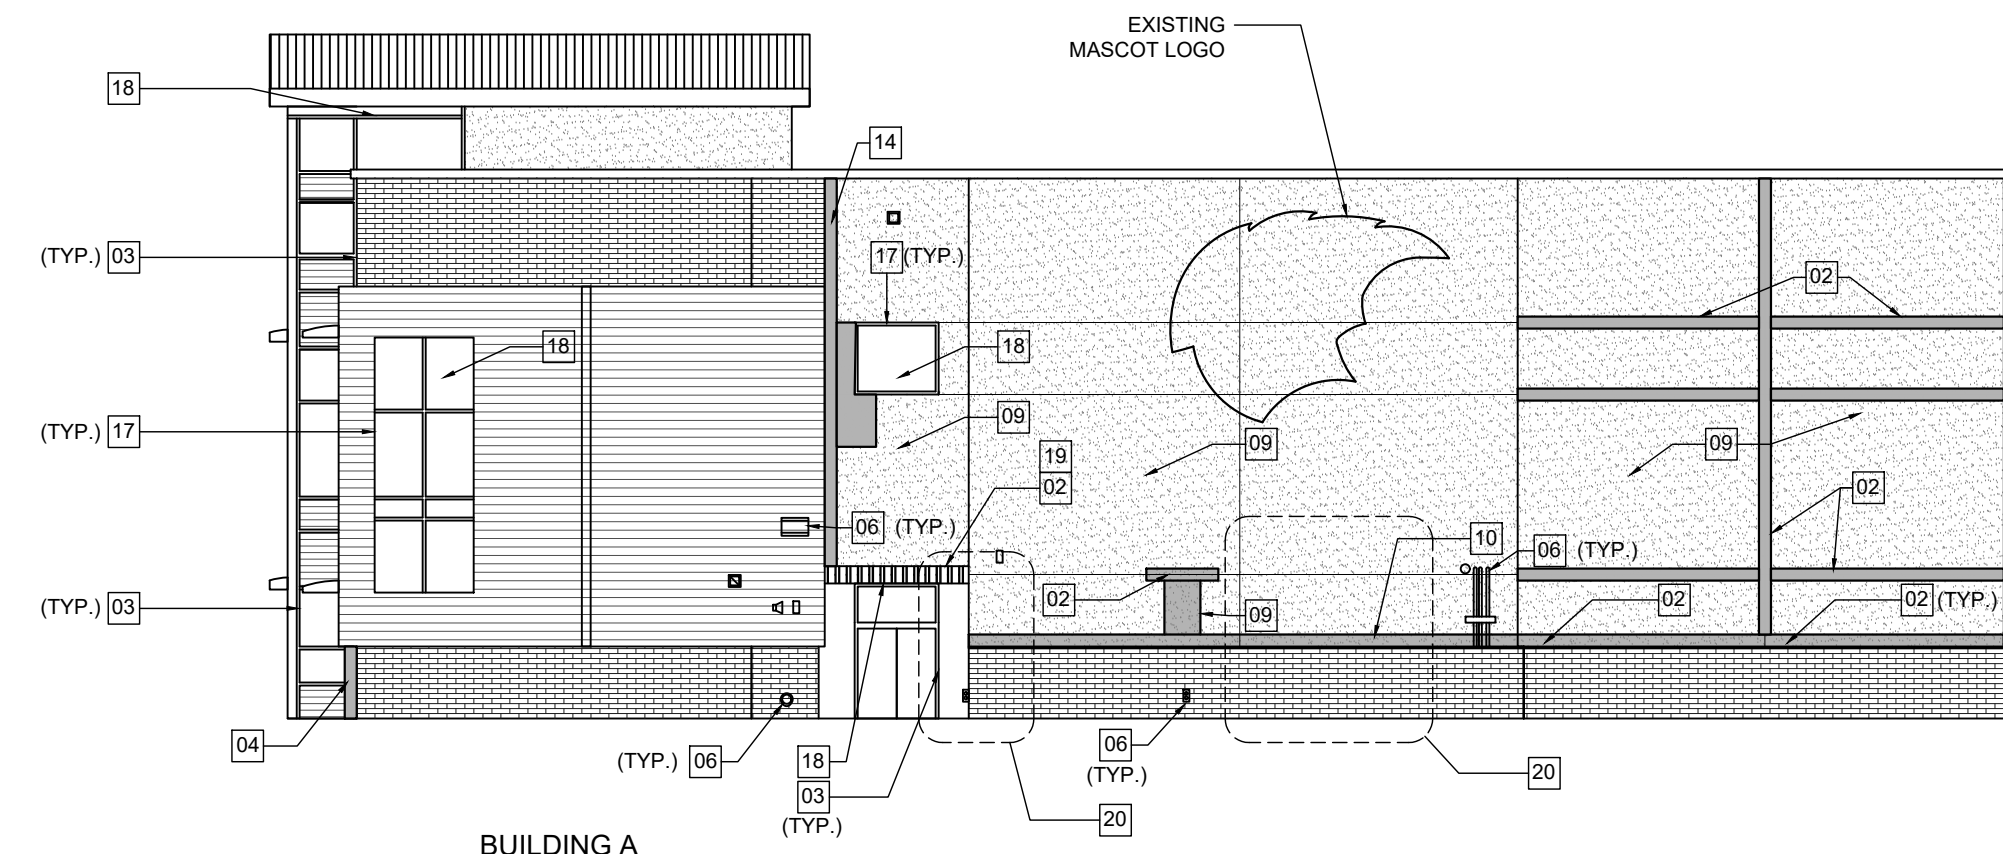 EXISTING
MASCOT LOGO
18
14
(TYP.) 03
17 (TYP.)
02
18
18
(TYP.) 17
09
09
09
19
02
02
06 (TYP.)
10
06 (TYP.)
(TYP.) 03
02
09
02
02 (TYP.)
04
(TYP.) 06
18
03
(TYP.)
06
(TYP.)
20
20
BUILDING A